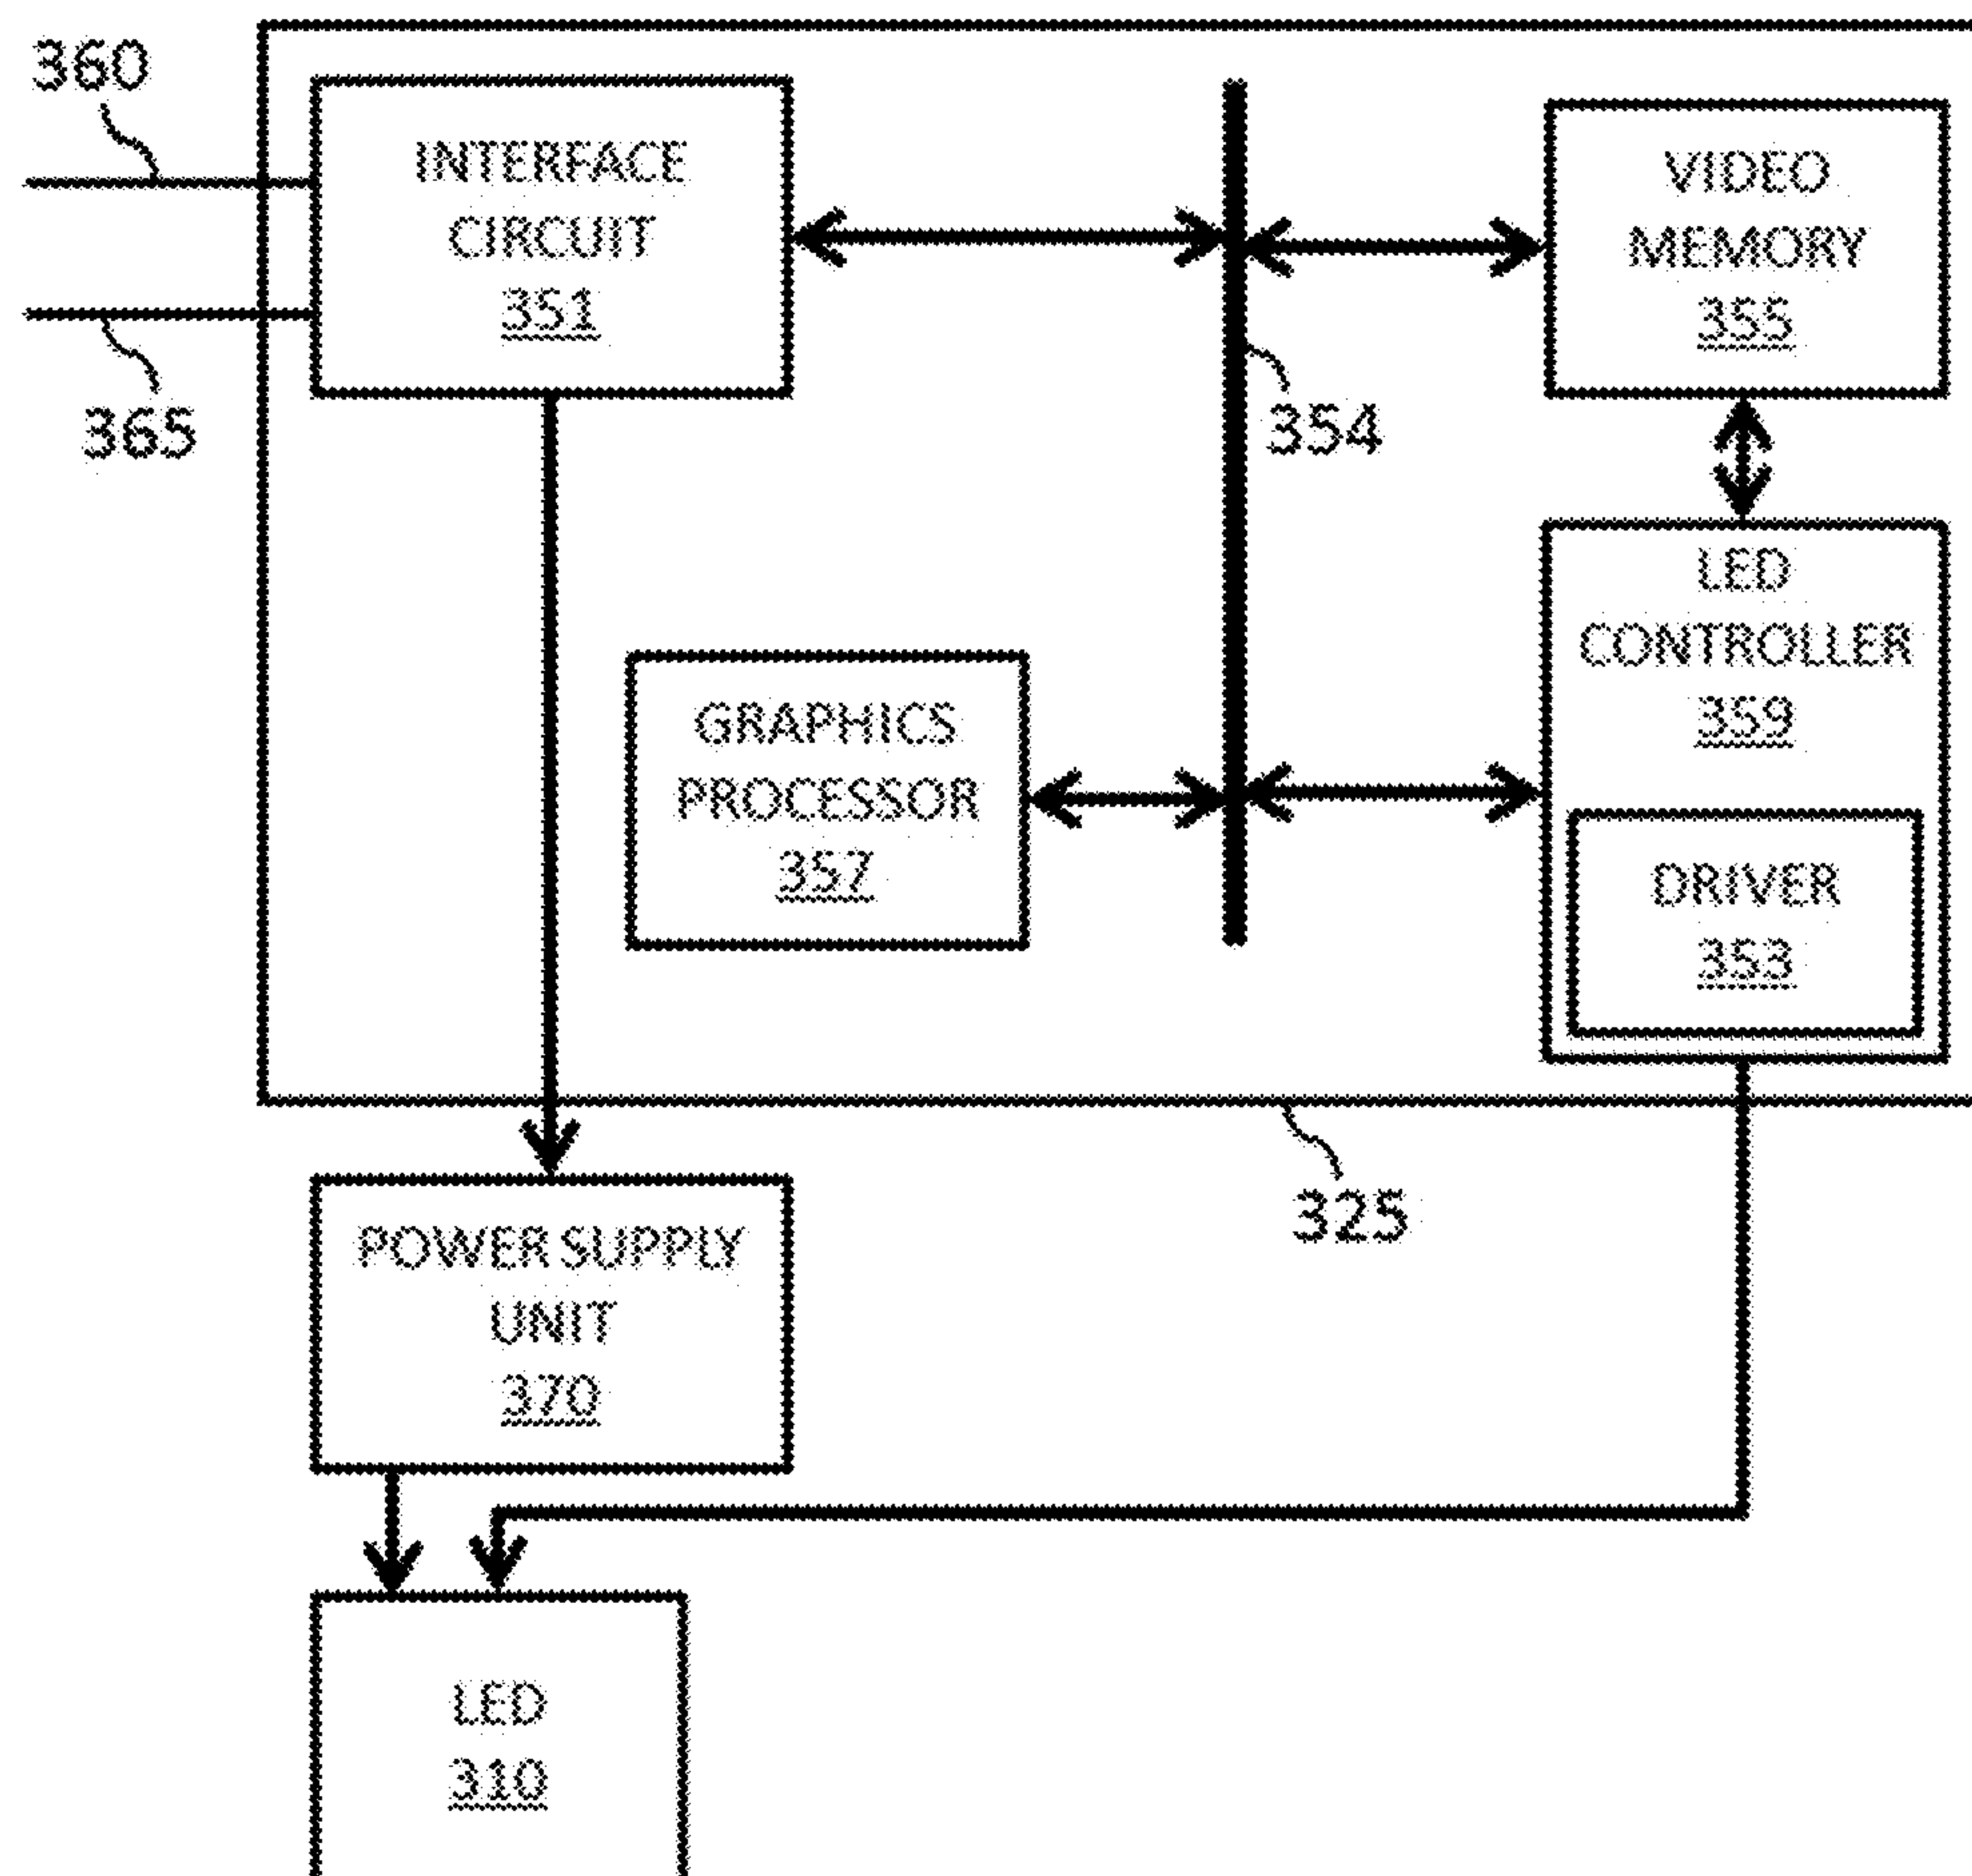 360
INTERFACE
CIRCUIT
351
VIDEO
MEMORY
355
365
354
LED
CONTROLLER
359
GRAPHICS
PROCESSOR
357
DRIVER
353
325
POWER SUPPLY
UNIT
370
LED
310